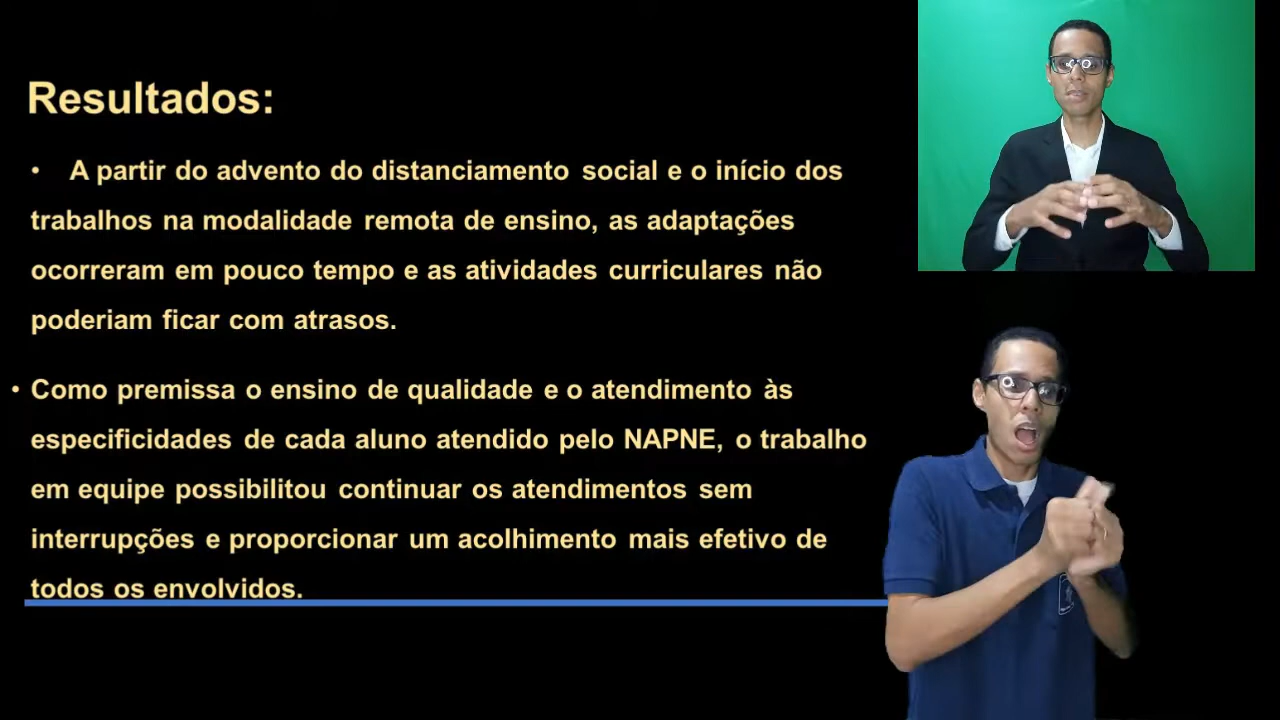 Resultados:
• A partir do advento do distanciamento social e o início dos
trabalhos na modalidade remota de ensino, as adaptações
ocorreram em pouco tempo e as atividades curriculares não
poderiam ficar com atrasos.
• Como premissa o ensino de qualidade e o atendimento às
especificidades de cada aluno atendido pelo NAPNE, o trabalho
em equipe possibilitou continuar os atendimentos sem
interrupções e proporcionar um acolhimento mais efetivo de
todos os envolvidos.